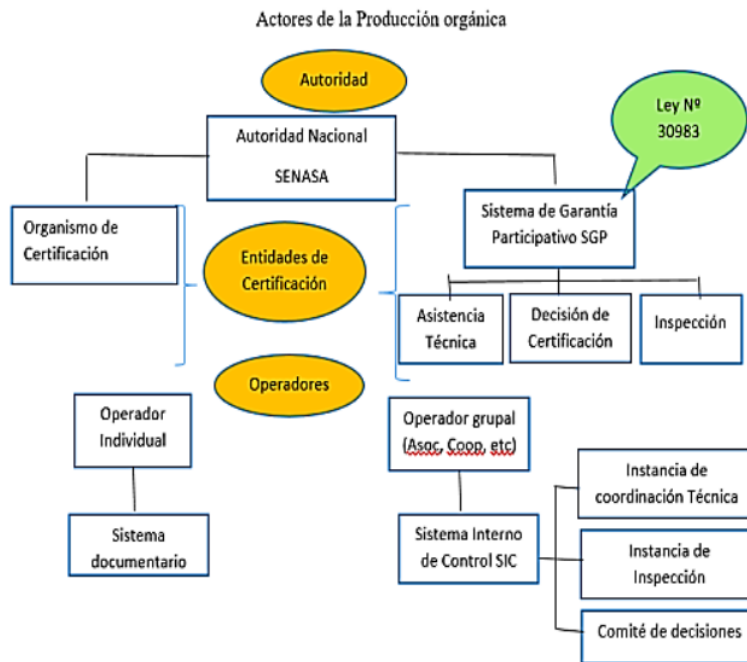 Actores de la Producción orgánica
Autoridad
Ley Nº
30983
Autoridad Nacional
SENASA
Organismo de
Certificación
Entidades de
Certificación
Sistema de Garantía
Participativo SGP
Asistencia
Técnica
Decisión de
Certificación
Inspección
Operadores
Operador
Individual
Operador grupal
(Asoc, Coop, etc)
Sistema
documentario
Sistema Interno
de Control SIC
Instancia de
coordinación Técnica
Instancia de
Inspección
Comité de decisiones